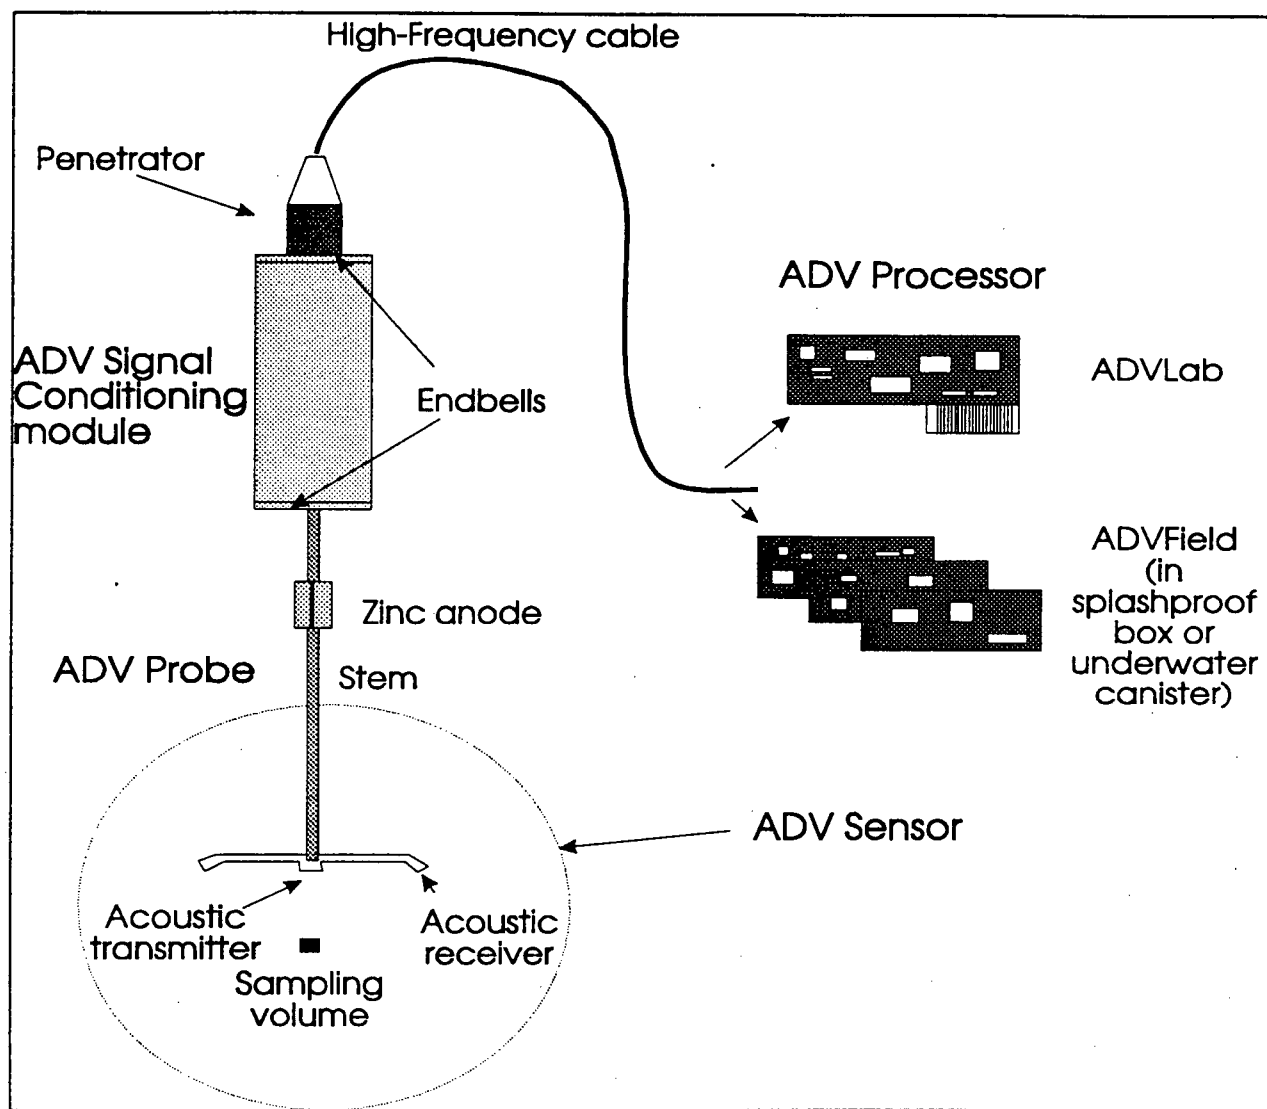 High-Frequency cable
Penetrator
ADV Processor
ADV Signal
Conditioning
module
Endbells
ADVLab
ADVField
(in
splashproof
box or
underwater
canister)
Zinc anode
ADV Probe
Stem
ADV Sensor
Acoustic
transmitter
Acoustic
receiver
Sampling
volume